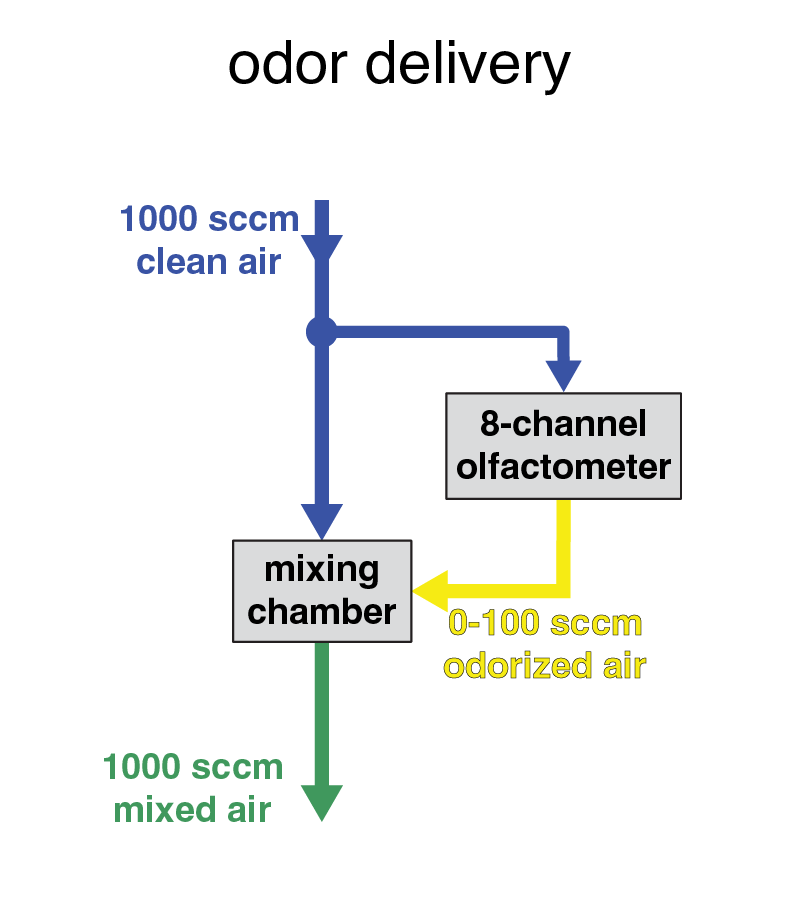 odor delivery
1000 sccm
clean air
8-channel
olfactometer
mixing
chamber
0-100 sccm
odorized air
1000 sccm
mixed air